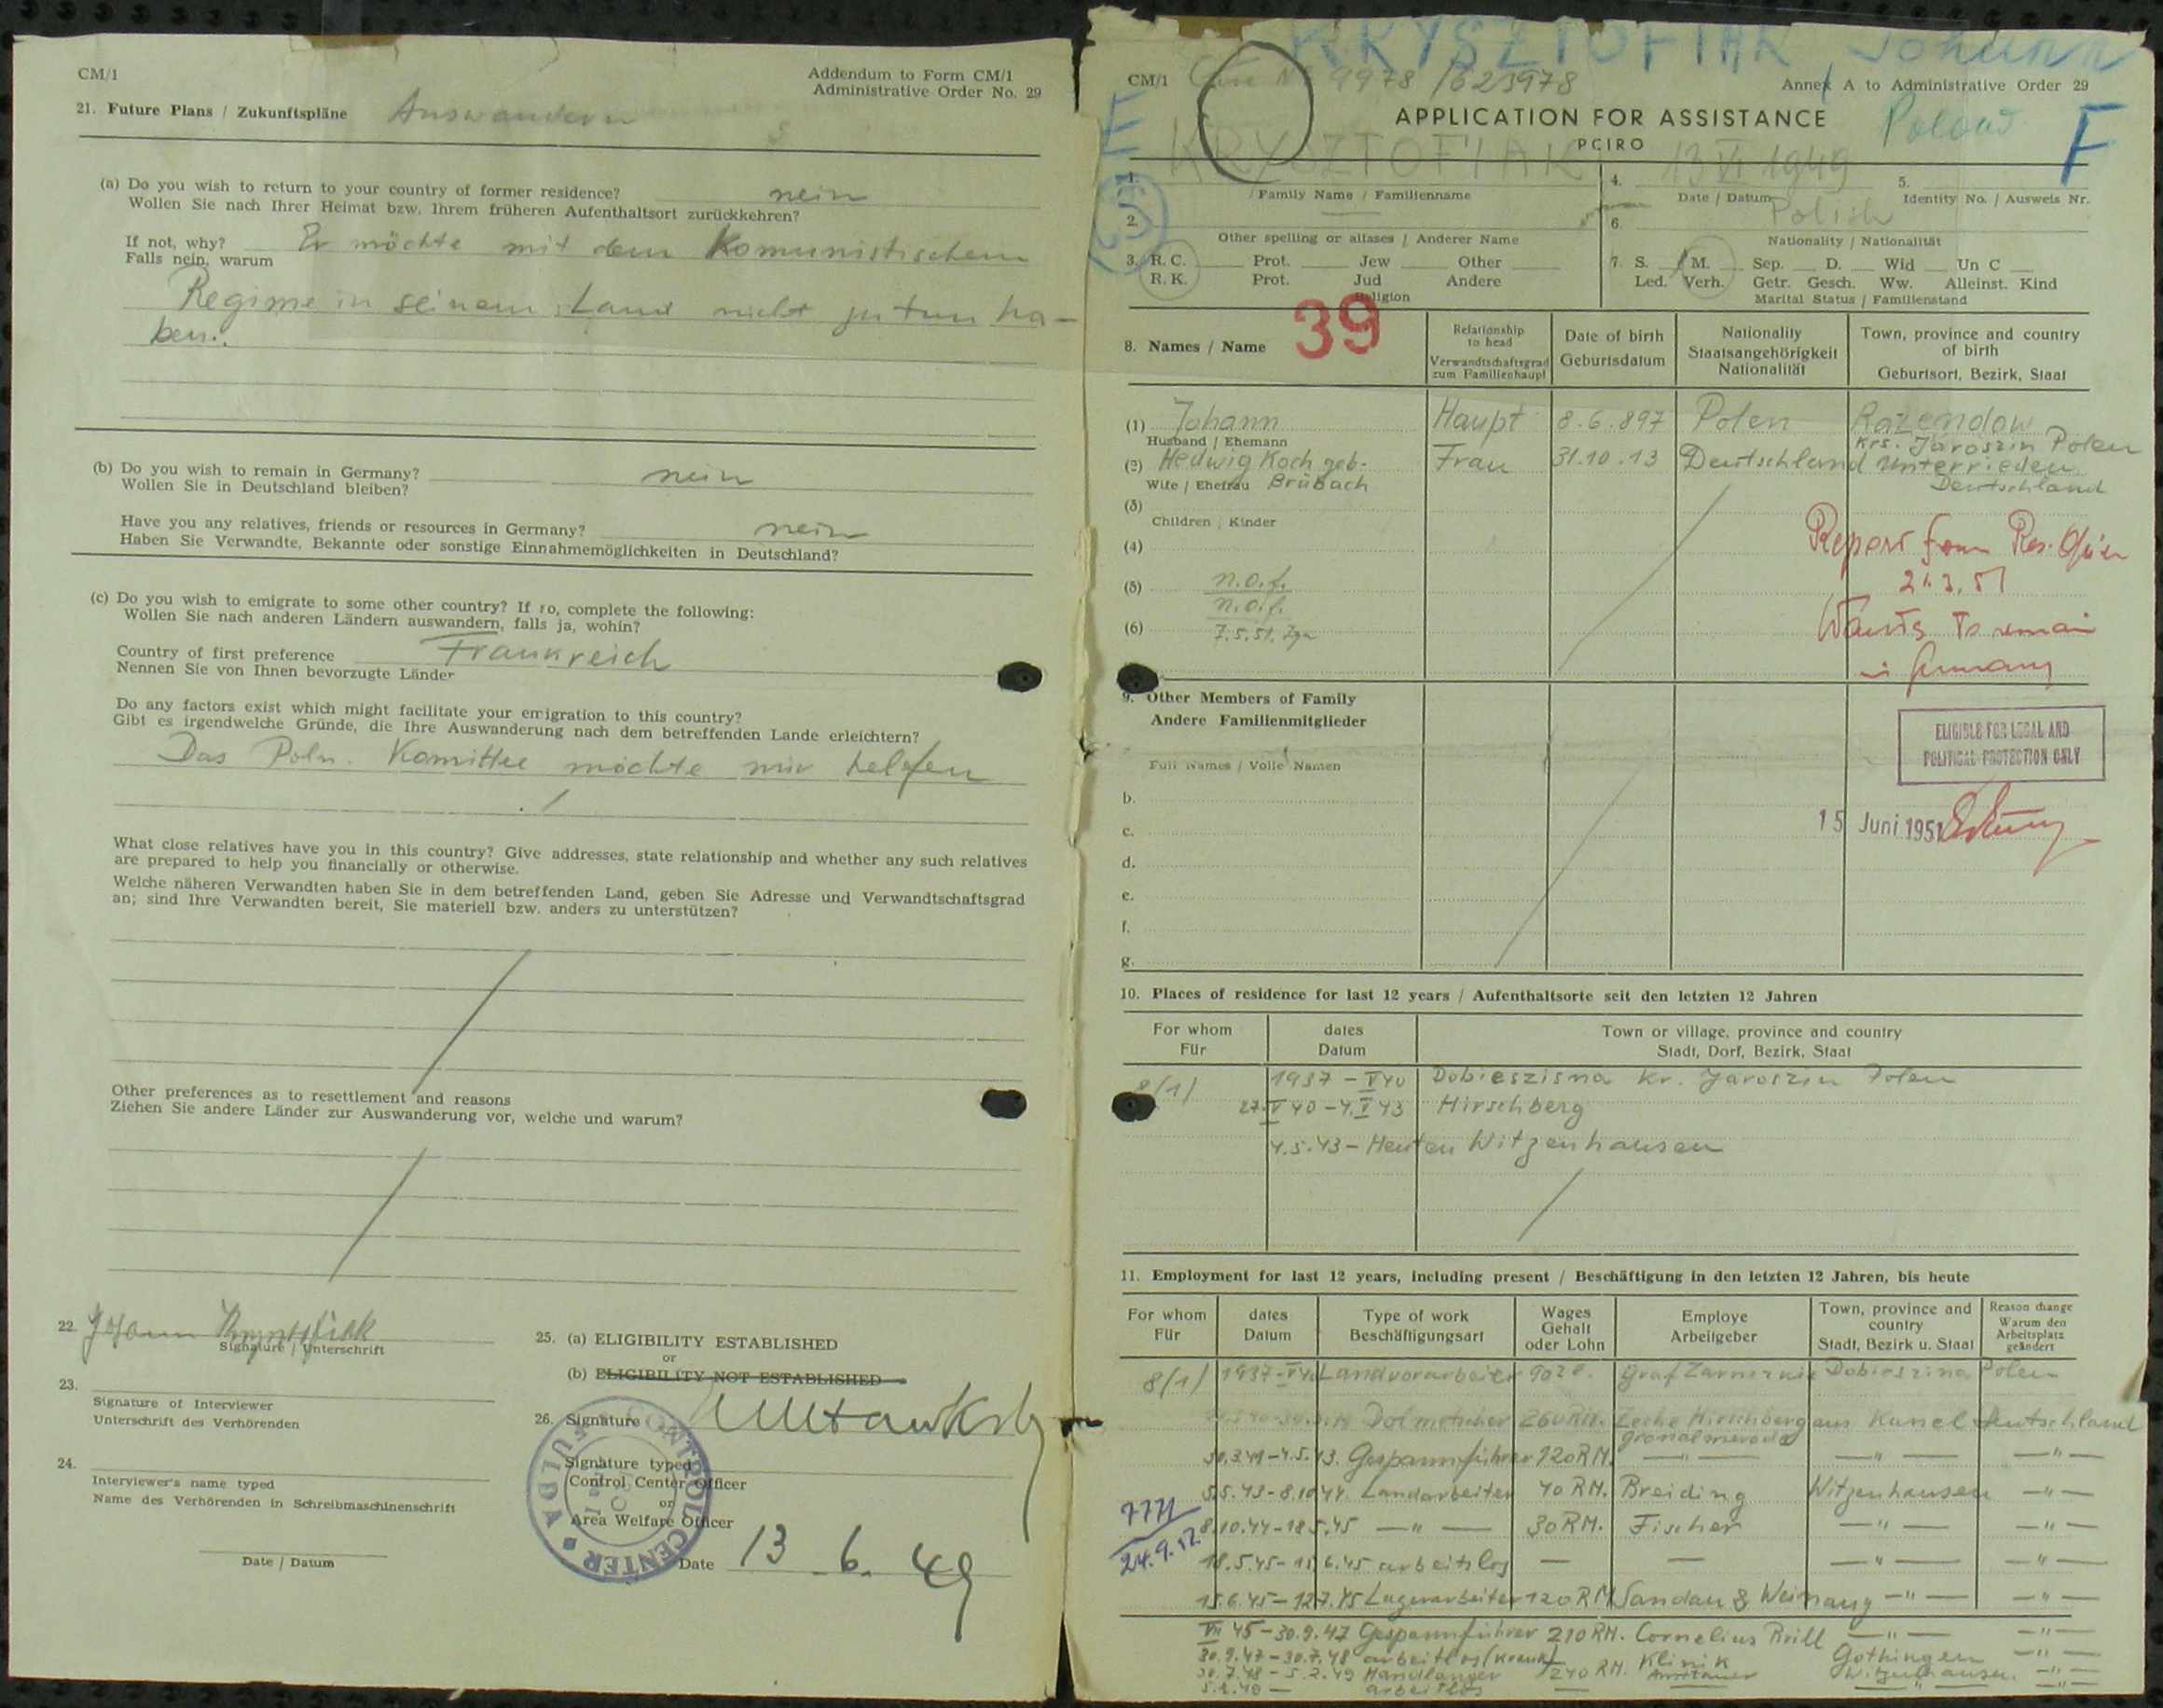 CM/1
Addendum to Form CM/1
Administrative Order No. 29
21. Future Plans / Zukunftspläne Auswandern
(a) Do you wish to return to your country of former residence? nein
Wollen Sie nach Ihrer Heimat bzw. Ihrem früheren Aufenthaltsort zurückkehren?
If not, why? Er möchte mit dem Komunistischem
Falls nein, warum
Regime in seinem Land nicht zu tun ha-
ben.
(b) Do you wish to remain in Germany? nein
Wollen Sie in Deutschland bleiben?
Have you any relatives, friends or resources in Germany? nein
Haben Sie Verwandte, Bekannte oder sonstige Einnahmemöglichkeiten in Deutschland?
(c) Do you wish to emigrate to some other country? If so, complete the following:
Wollen Sie nach anderen Ländern auswandern, falls ja, wohin?
Country of first preference Frankreich
Nennen Sie von Ihnen bevorzugte Länder
Do any factors exist which might facilitate your emigration to this country?
Gibt es irgendwelche Gründe, die Ihre Auswanderung nach dem betreffenden Lande erleichtern?
Das Poln. Komittee möchte mir helfen
What close relatives have you in this country? Give addresses, state relationship and whether any such relatives
are prepared to help you financially or otherwise.
Welche näheren Verwandten haben Sie in dem betreffenden Land, geben Sie Adresse und Verwandtschaftsgrad
an; sind Ihre Verwandten bereit, Sie materiell bzw. anders zu unterstützen?
Other preferences as to resettlement and reasons
Ziehen Sie andere Länder zur Auswanderung vor, welche und warum?
22. Johann
Signature / Unterschrift
23.
Signature of Interviewer
Unterschrift des Verhörenden
24.
Interviewer's name typed
Name des Verhörenden in Schreibmaschinenschrift
Date / Datum
25. (a) ELIGIBILITY ESTABLISHED
or
(b) ELIGIBILITY NOT ESTABLISHED
26. Signature
Signature typed
Control Center Officer
or
Area Welfare Officer
Date 13.6.49
CONTROL CENTER FULDA
KRYSZTOFIAK Johann
CM/1 Case No 9978 / 623978
Annex A to Administrative Order 29
APPLICATION FOR ASSISTANCE
PCIRO
Poland
F
1. KRYSZTOFIAK
Family Name / Familienname
4. 13 VI 1949
Date / Datum
5.
Identity No. / Ausweis Nr.
2.
Other spelling or aliases / Anderer Name
6. Polish
Nationality / Nationalität
3. R. C. Prot. Jew Other
R. K. Prot. Jud Andere
Religion
7. S. M. Sep. D. Wid Un C
Led. Verh. Getr. Gesch. Ww. Alleinst. Kind
Marital Status / Familienstand
39
8. Names / Name
Relationship to head
Verwandtschaftsgrad zum Familienhaupt
Date of birth
Geburtsdatum
Nationality
Staatsangehörigkeit
Nationalität
Town, province and country of birth
Geburtsort, Bezirk, Staat
(1) Johann Haupt 8.6.897 Polen Razendow
Krs. Jaroszin Polen
Husband / Ehemann
(2) Hedwig Koch geb. Frau 31.10.13 Deutschland Unterrieden
Wife / Ehefrau Brübach Deutschland
(3)
Children / Kinder
(4)
(5) n.o.f.
n.o.f.
(6) 7.5.51.
Report from Res. Officer
21.3.51
Wants to remain
in Germany
9. Other Members of Family
Andere Familienmitglieder
Full Names / Volle Namen
b.
c.
d.
e.
f.
g.
ELIGIBLE FOR LEGAL AND
POLITICAL PROTECTION ONLY
15 Juni 1951
10. Places of residence for last 12 years / Aufenthaltsorte seit den letzten 12 Jahren
For whom
Für
dates
Datum
Town or village, province and country
Stadt, Dorf, Bezirk, Staat
8/1/ 1937 - V 40 Dobieszisna Kr. Jaroszin Polen
27.V 40 - 4.V 43 Hirschberg
4.5.43 - Heuten Witzenhausen
11. Employment for last 12 years, including present / Beschäftigung in den letzten 12 Jahren, bis heute
For whom
Für
dates
Datum
Type of work
Beschäftigungsart
Wages
Gehalt
oder Lohn
Employe
Arbeitgeber
Town, province and country
Stadt, Bezirk u. Staat
Reason change
Warum den Arbeitsplatz geändert
8/1/ 1937-V 40 Landvorarbeiter 90 Graf Dobieszina Polen
Dolmetscher 260 RM. Zeche Hirschberg Deutschland
30.3.41-4.5.43. Gespannführer 120 RM. — " — — " — — " —
5.5.43-8.10.44. Landarbeiter 40 RM. Breiding Witzenhausen — " —
8.10.44-18.5.45 — " — 30 RM. Fischer — " — — " —
18.5.45-15.6.45 arbeitslos — — — " — — " —
15.6.45-12.7.45 Lagerarbeiter 120 RM Sandau & — " — — " —
VII 45-30.9.47 Gespannführer 210 RM. Cornelius Brill — " — — " —
30.9.47-30.7.48 arbeitlos (Krank) Klinik Gothingen — " —
30.7.48-5.2.49 Handlanger 240 RM. Witzenhausen — " —
5.2.49 — arbeitlos
7771
24.9.52